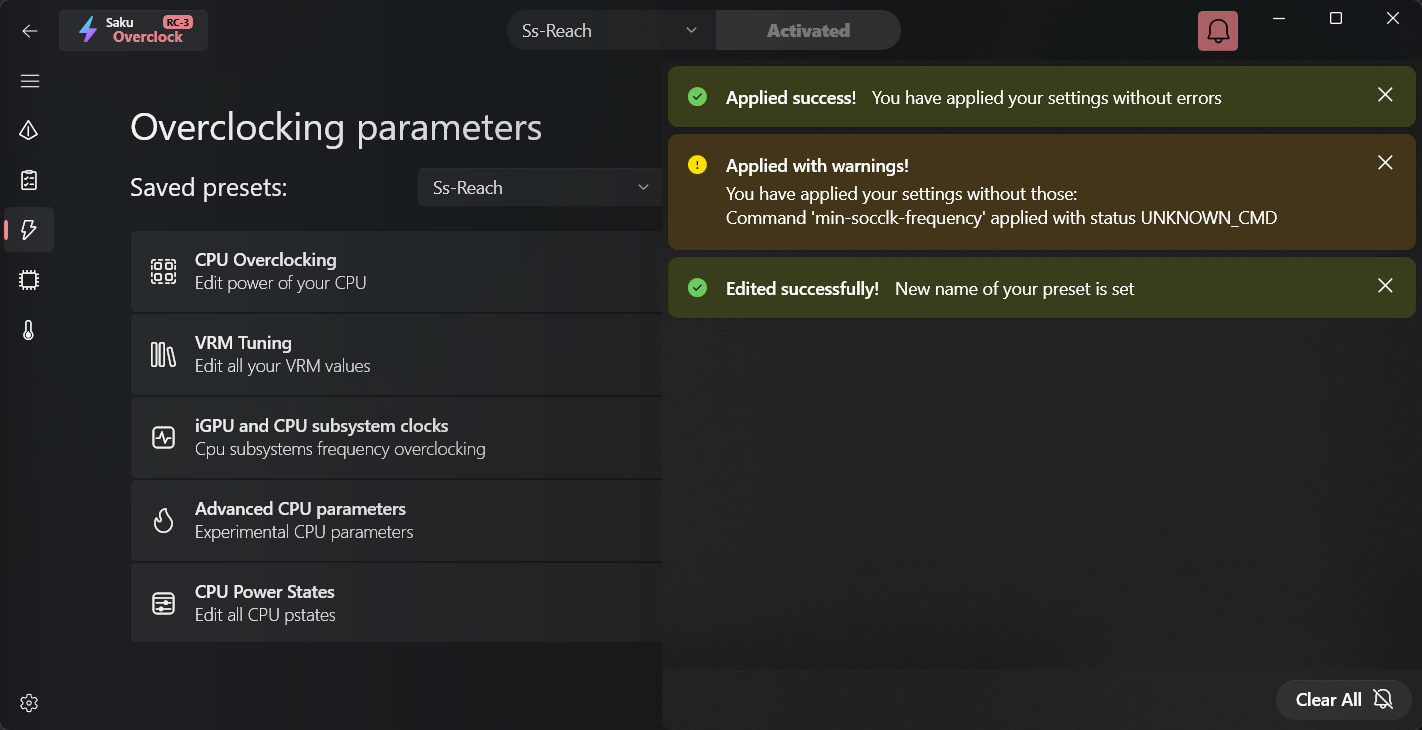 Saku RC-3
Overclock
Ss-Reach
Activated
Overclocking parameters
Saved presets:
Ss-Reach
CPU Overclocking
Edit power of your CPU
VRM Tuning
Edit all your VRM values
iGPU and CPU subsystem clocks
Cpu subsystems frequency overclocking
Advanced CPU parameters
Experimental CPU parameters
CPU Power States
Edit all CPU pstates
Applied success! You have applied your settings without errors
Applied with warnings!
You have applied your settings without those:
Command 'min-socclk-frequency' applied with status UNKNOWN_CMD
Edited successfully! New name of your preset is set
Clear All